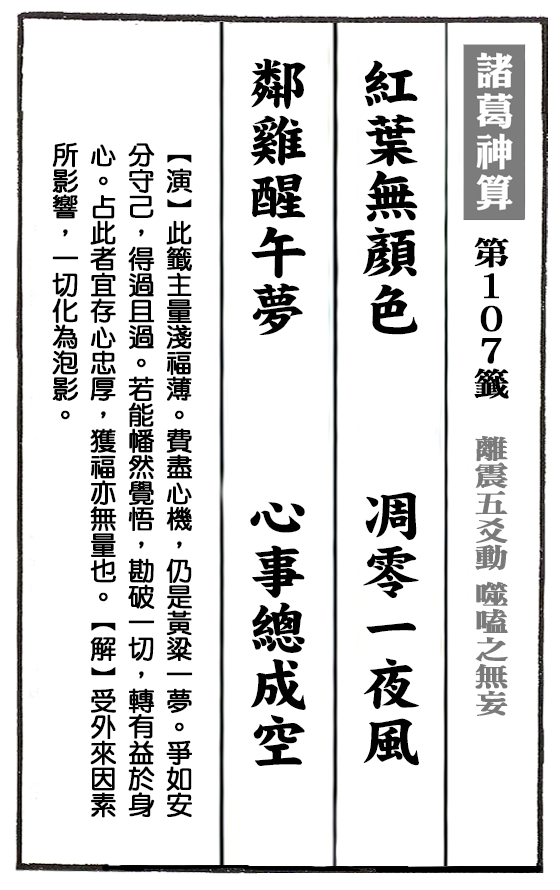 諸葛神算 第107籤 離震五爻動 噬嗑之無妄
紅葉無顏色 凋零一夜風
鄰雞醒午夢 心事總成空
【演】此籤主量淺福薄。費盡心機，仍是黃粱一夢。爭如安
分守己，得過且過。若能幡然覺悟，勘破一切，轉有益於身
心。占此者宜存心忠厚，獲福亦無量也。【解】受外來因素
所影響，一切化為泡影。